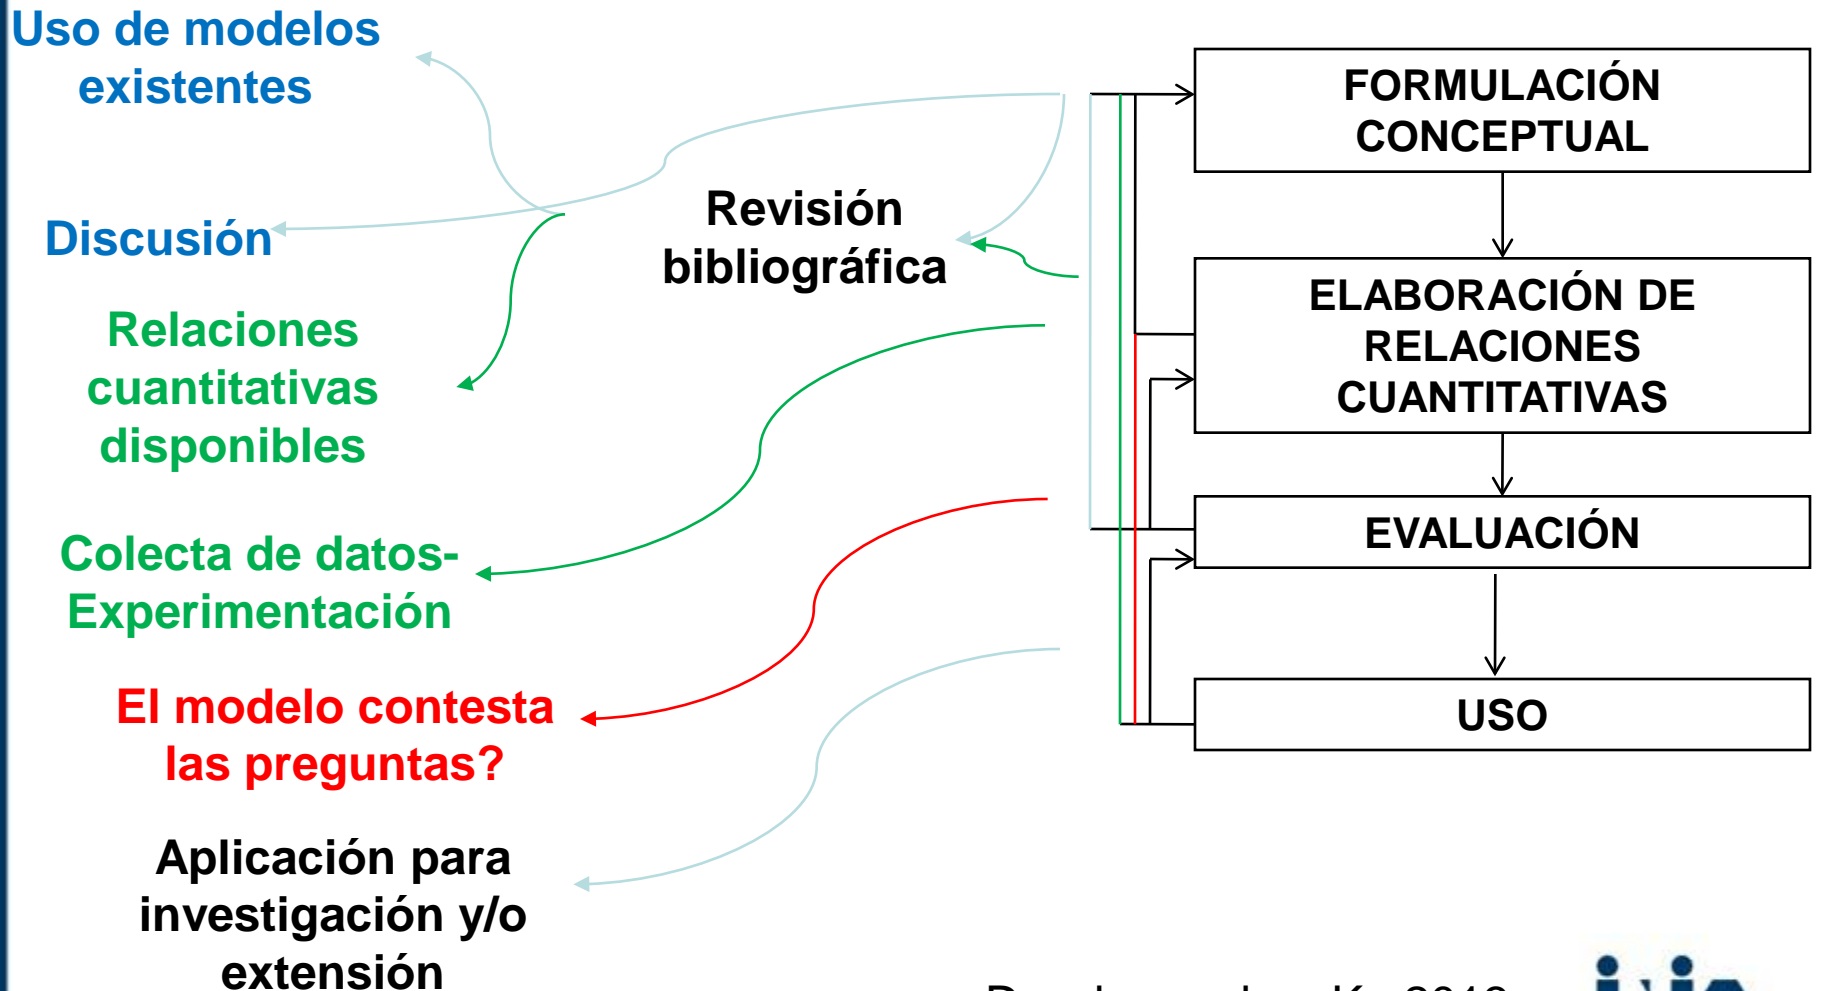 Uso de modelos
existentes
Discusión
Revisión
bibliográfica
Relaciones
cuantitativas
disponibles
Colecta de datos-
Experimentación
El modelo contesta
las preguntas?
Aplicación para
investigación y/o
extensión
FORMULACIÓN
CONCEPTUAL
ELABORACIÓN DE
RELACIONES
CUANTITATIVAS
EVALUACIÓN
USO